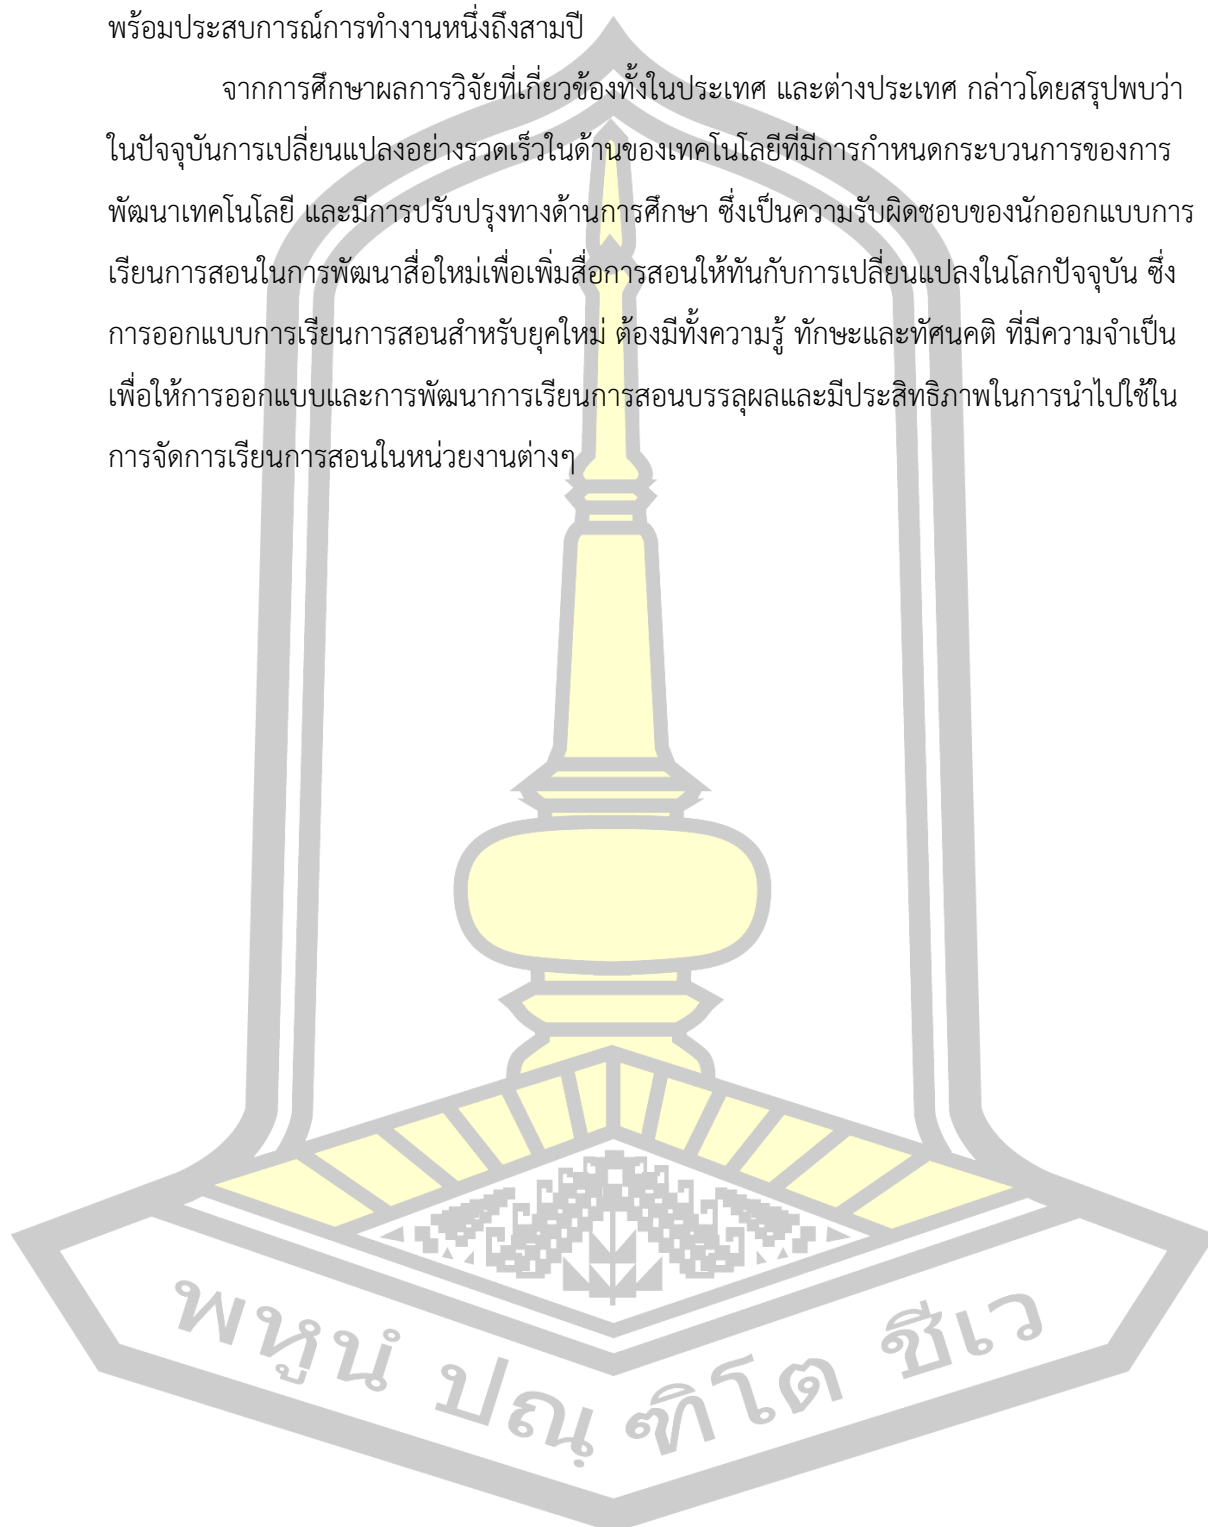 พร้อมประสบการณ์การทำงานหนึ่งถึงสามปี
จากการศึกษาผลการวิจัยที่เกี่ยวข้องทั้งในประเทศ และต่างประเทศ กล่าวโดยสรุปพบว่า
ในปัจจุบันการเปลี่ยนแปลงอย่างรวดเร็วในด้านของเทคโนโลยีที่มีการกำหนดกระบวนการของการ
พัฒนาเทคโนโลยี และมีการปรับปรุงทางด้านการศึกษา ซึ่งเป็นความรับผิดชอบของนักออกแบบการ
เรียนการสอนในการพัฒนาสื่อใหม่เพื่อเพิ่มสื่อการสอนให้ทันกับการเปลี่ยนแปลงในโลกปัจจุบัน ซึ่ง
การออกแบบการเรียนการสอนสำหรับยุคใหม่ ต้องมีทั้งความรู้ ทักษะและทัศนคติ ที่มีความจำเป็น
เพื่อให้การออกแบบและการพัฒนาการเรียนการสอนบรรลุผลและมีประสิทธิภาพในการนำไปใช้ใน
การจัดการเรียนการสอนในหน่วยงานต่างๆ
พหูนํ ปณฺ ฑิโต ชีเว